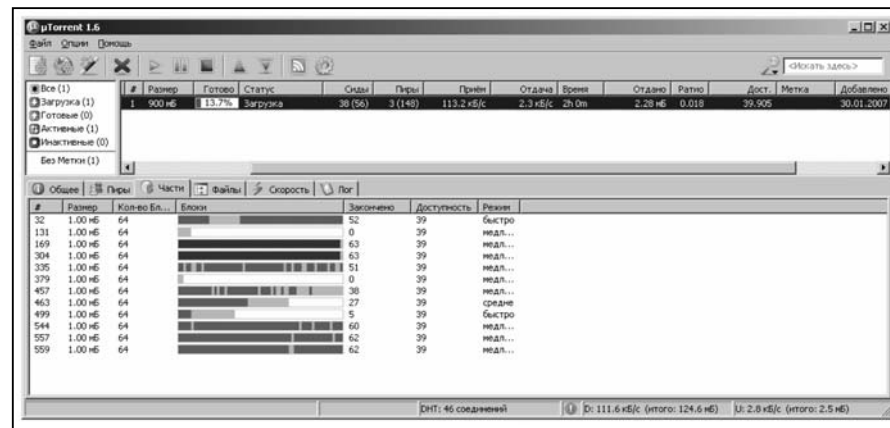 µTorrent 1.6
Файл Опции Помощь
<Искать здесь>
Все (1)
Загрузка (1)
Готовые (0)
Активные (1)
Инактивные (0)
Без Метки (1)
# Размер Готово Статус Сиды Пиры Приём Отдача Время Отдано Ратио Дост. Метка Добавлено
1 900 мБ 13.7% Загрузка 38 (56) 3 (148) 113.2 кБ/с 2.3 кБ/с 2h 0m 2.28 мБ 0.018 39.905 30.01.2007
Общее Пиры Части Файлы Скорость Лог
# Размер Кол-во Бл... Блоки Закончено Доступность Режим
32 1.00 мБ 64 52 39 быстро
131 1.00 мБ 64 0 39 медл...
169 1.00 мБ 64 63 39 медл...
304 1.00 мБ 64 63 39 медл...
335 1.00 мБ 64 51 39 медл...
379 1.00 мБ 64 0 39 медл...
457 1.00 мБ 64 38 39 медл...
463 1.00 мБ 64 27 39 средне
499 1.00 мБ 64 5 39 быстро
544 1.00 мБ 64 60 39 медл...
557 1.00 мБ 64 62 39 медл...
559 1.00 мБ 64 62 39 медл...
DHT: 46 соединений D: 111.6 кБ/с (итого: 124.6 мБ) U: 2.8 кБ/с (итого: 2.5 мБ)